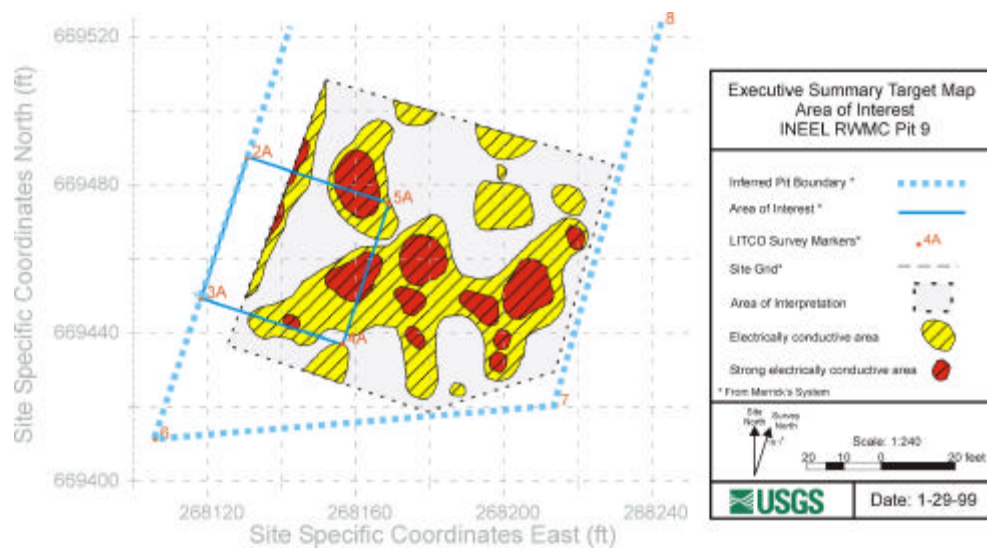 669520
669480
669440
669400
Site Specific Coordinates North (ft)
268120
268160
268200
268240
Site Specific Coordinates East (ft)
8
2A
5A
3A
4A
7
6
Executive Summary Target Map
Area of Interest
INEEL RWMC Pit 9
Inferred Pit Boundary *
Area of Interest *
LITCO Survey Markers*
4A
Site Grid*
Area of Interpretation
Electrically conductive area
Strong electrically conductive area
* From Merrick's System
Site North
Survey North
Scale: 1:240
20 10 0 20 feet
USGS
Date: 1-29-99